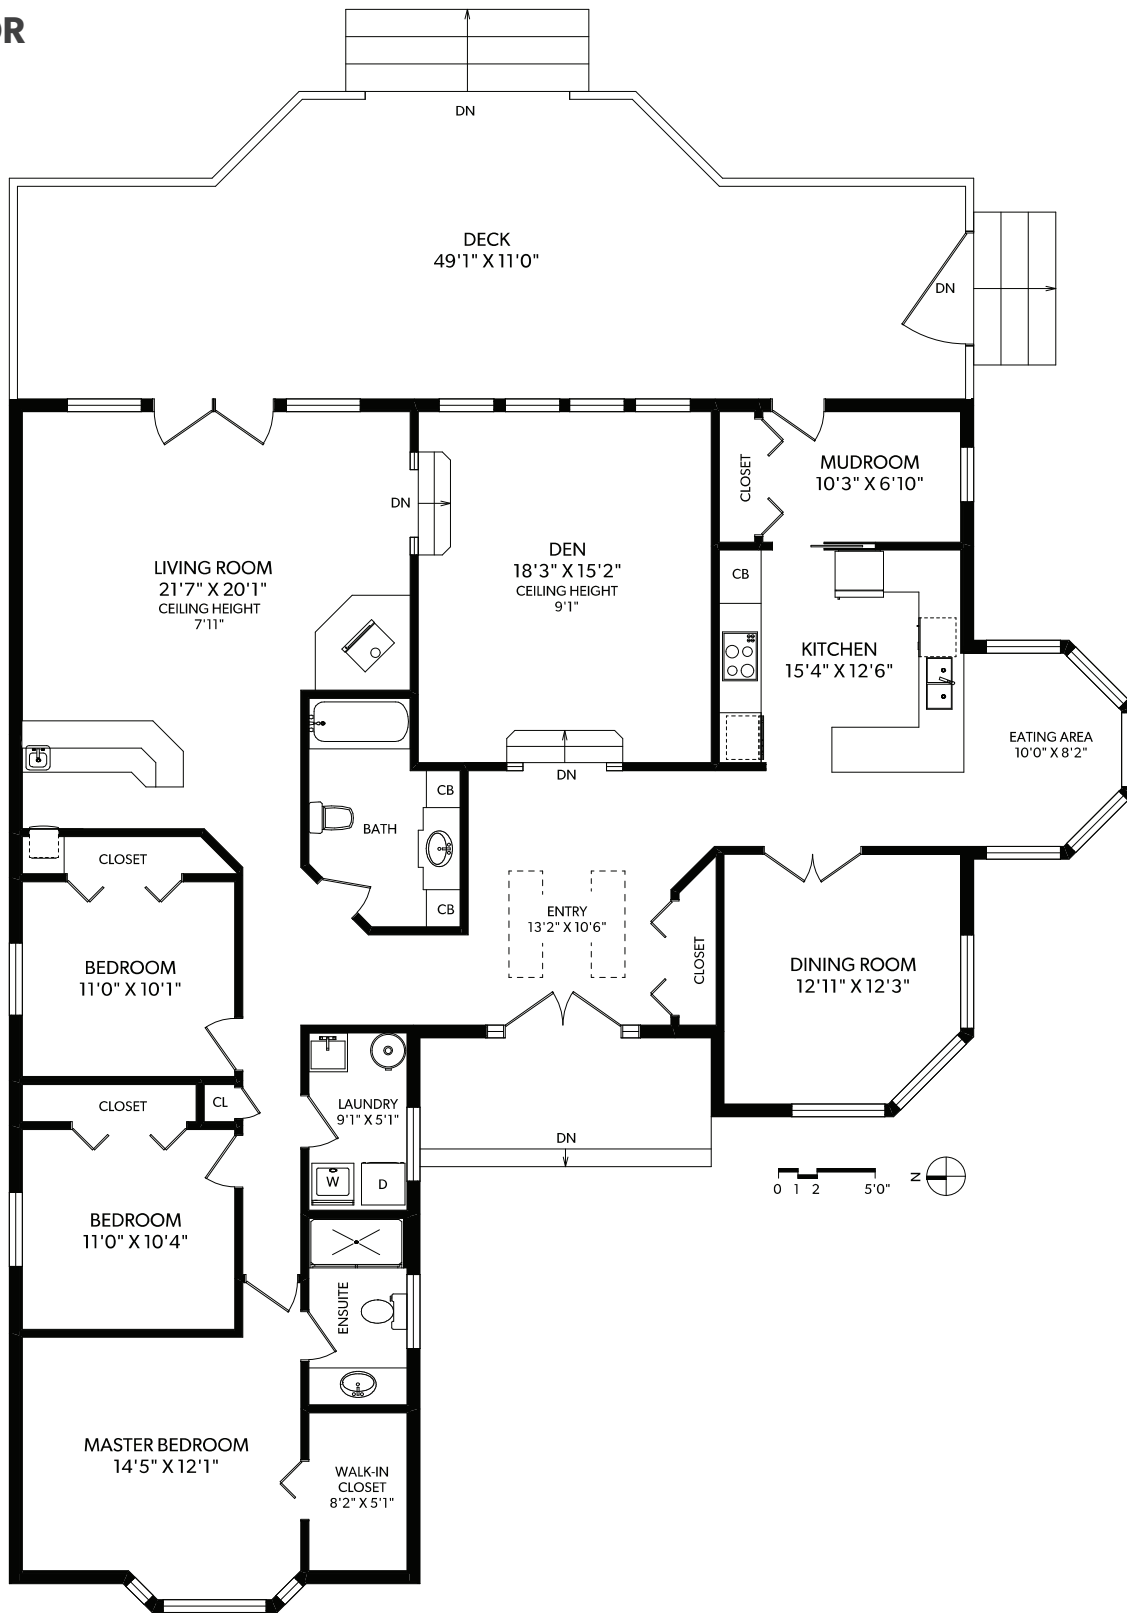 OR
DN
DECK
49'1" X 11'0"
DN
MUDROOM
10'3" X 6'10"
CLOSET
DN
LIVING ROOM
21'7" X 20'1"
CEILING HEIGHT
7'11"
DEN
18'3" X 15'2"
CEILING HEIGHT
9'1"
CB
KITCHEN
15'4" X 12'6"
EATING AREA
10'0" X 8'2"
DN
CB
BATH
CB
CLOSET
ENTRY
13'2" X 10'6"
CLOSET
BEDROOM
11'0" X 10'1"
DINING ROOM
12'11" X 12'3"
CLOSET
CL
LAUNDRY
9'1" X 5'1"
W
D
DN
0 1 2 5'0"
N
BEDROOM
11'0" X 10'4"
ENSUITE
MASTER BEDROOM
14'5" X 12'1"
WALK-IN
CLOSET
8'2" X 5'1"